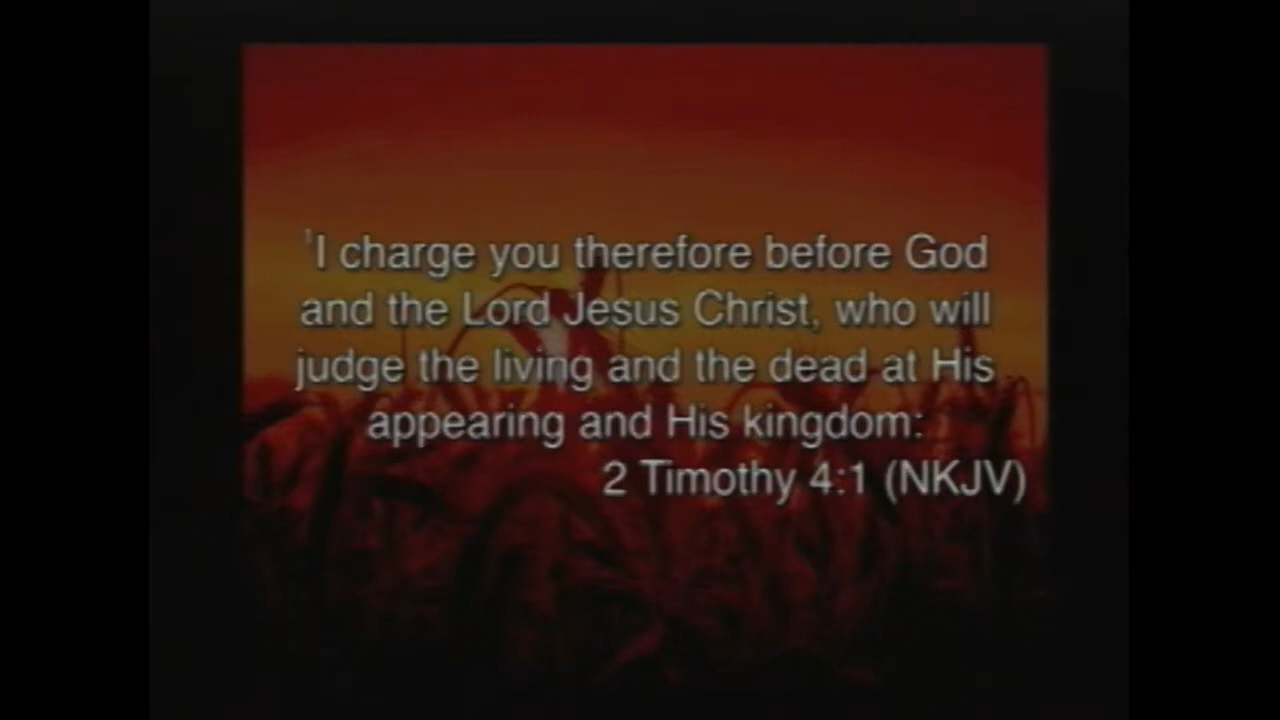 ¹I charge you therefore before God
and the Lord Jesus Christ, who will
judge the living and the dead at His
appearing and His kingdom:
2 Timothy 4:1 (NKJV)